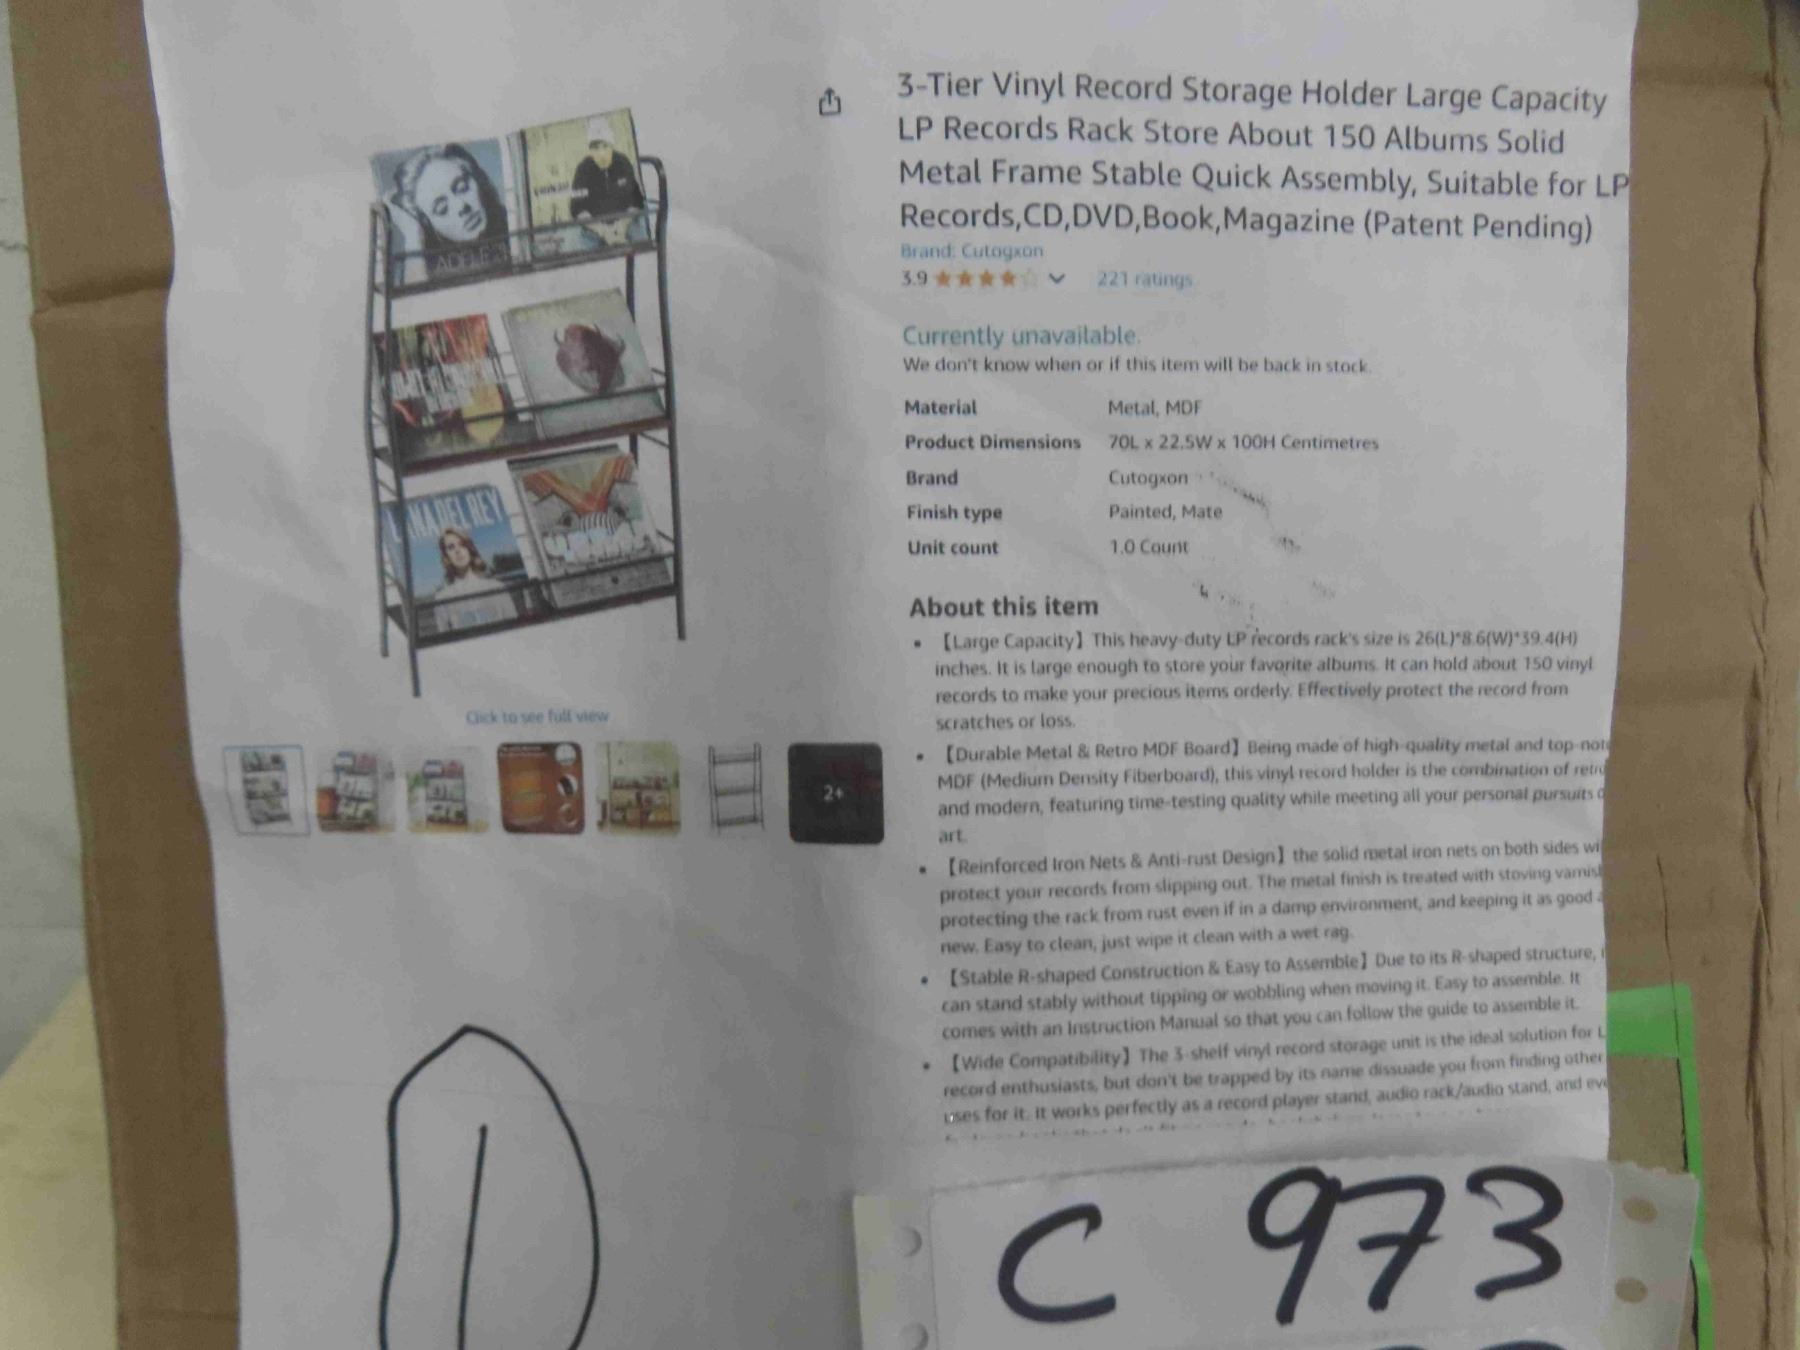 3-Tier Vinyl Record Storage Holder Large Capacity
LP Records Rack Store About 150 Albums Solid
Metal Frame Stable Quick Assembly, Suitable for LP
Records,CD,DVD,Book,Magazine (Patent Pending)
Brand: Cutogxon
3.9
221 ratings
Currently unavailable.
We don't know when or if this item will be back in stock.
Material Metal, MDF
Product Dimensions 70L x 22.5W x 100H Centimetres
Brand Cutogxon
Finish type Painted, Mate
Unit count 1.0 Count
About this item
• 【Large Capacity】This heavy-duty LP records rack's size is 26(L)*8.6(W)*39.4(H)
inches. It is large enough to store your favorite albums. It can hold about 150 vinyl
records to make your precious items orderly. Effectively protect the record from
scratches or loss.
• 【Durable Metal & Retro MDF Board】Being made of high-quality metal and top-not
MDF (Medium Density Fiberboard), this vinyl record holder is the combination of retr
and modern, featuring time-testing quality while meeting all your personal pursuits
art.
• 【Reinforced Iron Nets & Anti-rust Design】the solid metal iron nets on both sides wi
protect your records from slipping out. The metal finish is treated with stoving varnis
protecting the rack from rust even if in a damp environment, and keeping it as good a
new. Easy to clean, just wipe it clean with a wet rag.
• 【Stable R-shaped Construction & Easy to Assemble】Due to its R-shaped structure,
can stand stably without tipping or wobbling when moving it. Easy to assemble. It
comes with an Instruction Manual so that you can follow the guide to assemble it.
• 【Wide Compatibility】The 3-shelf vinyl record storage unit is the ideal solution for L
record enthusiasts, but don't be trapped by its name dissuade you from finding other
uses for it. It works perfectly as a record player stand, audio rack/audio stand, and eve
ADELE
LANA DEL REY
Click to see full view
2+
C 973